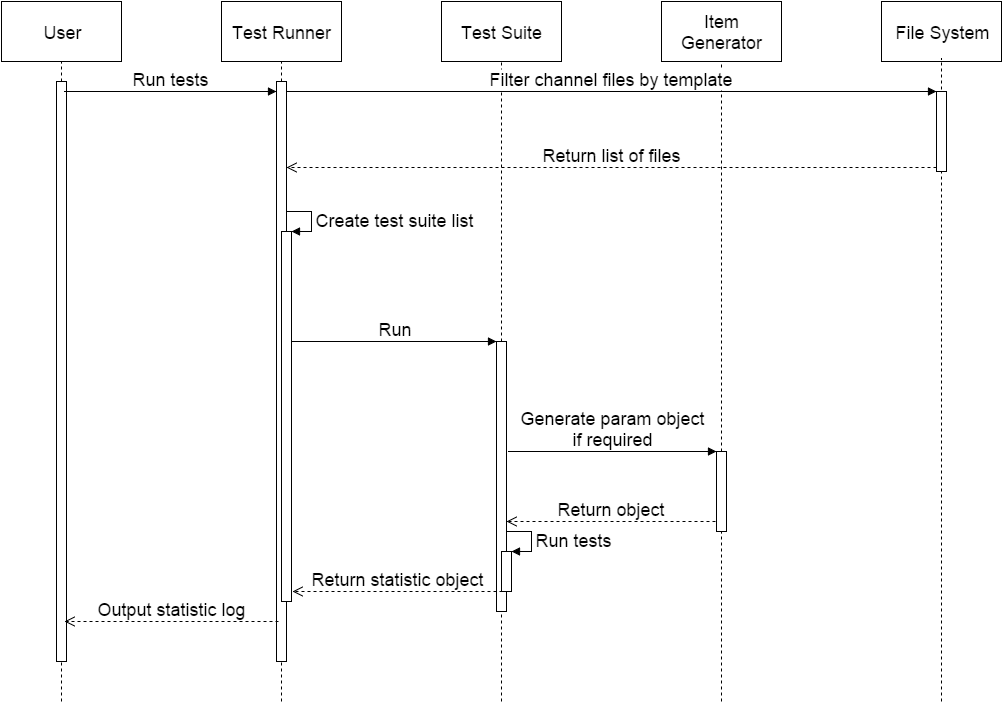 User
Test Runner
Test Suite
Item
Generator
File System
Run tests
Filter channel files by template
Return list of files
Create test suite list
Run
Generate param object
if required
Return object
Run tests
Return statistic object
Output statistic log